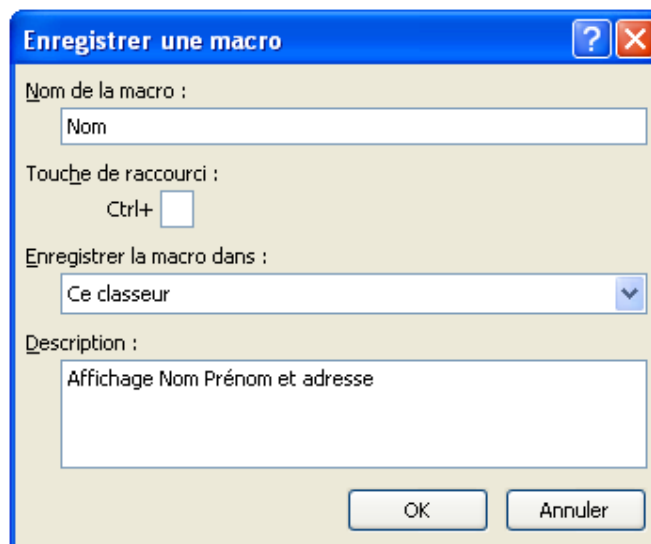 Enregistrer une macro
Nom de la macro :
Nom
Touche de raccourci :
Ctrl+
Enregistrer la macro dans :
Ce classeur
Description :
Affichage Nom Prénom et adresse
OK Annuler